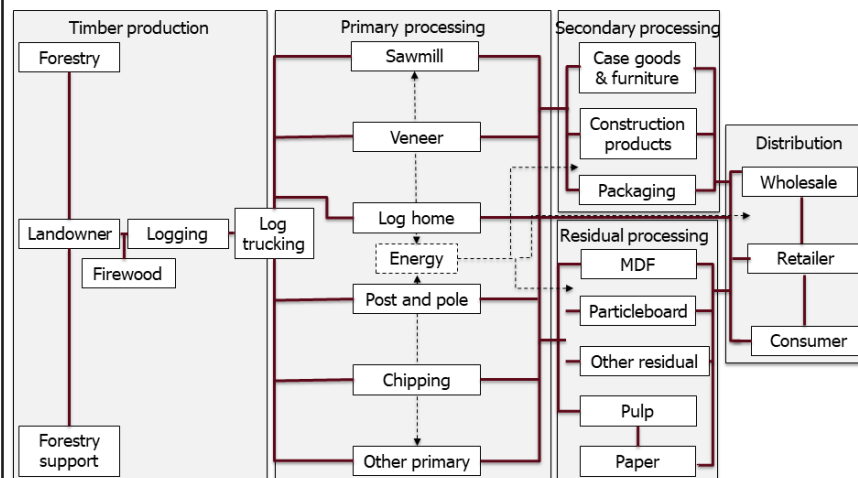 Timber production
Forestry
Landowner
Logging
Firewood
Log
trucking
Forestry
support
Primary processing
Sawmill
Veneer
Log home
Energy
Post and pole
Chipping
Other primary
Secondary processing
Case goods
& furniture
Construction
products
Packaging
Residual processing
MDF
Particleboard
Other residual
Pulp
Paper
Distribution
Wholesale
Retailer
Consumer